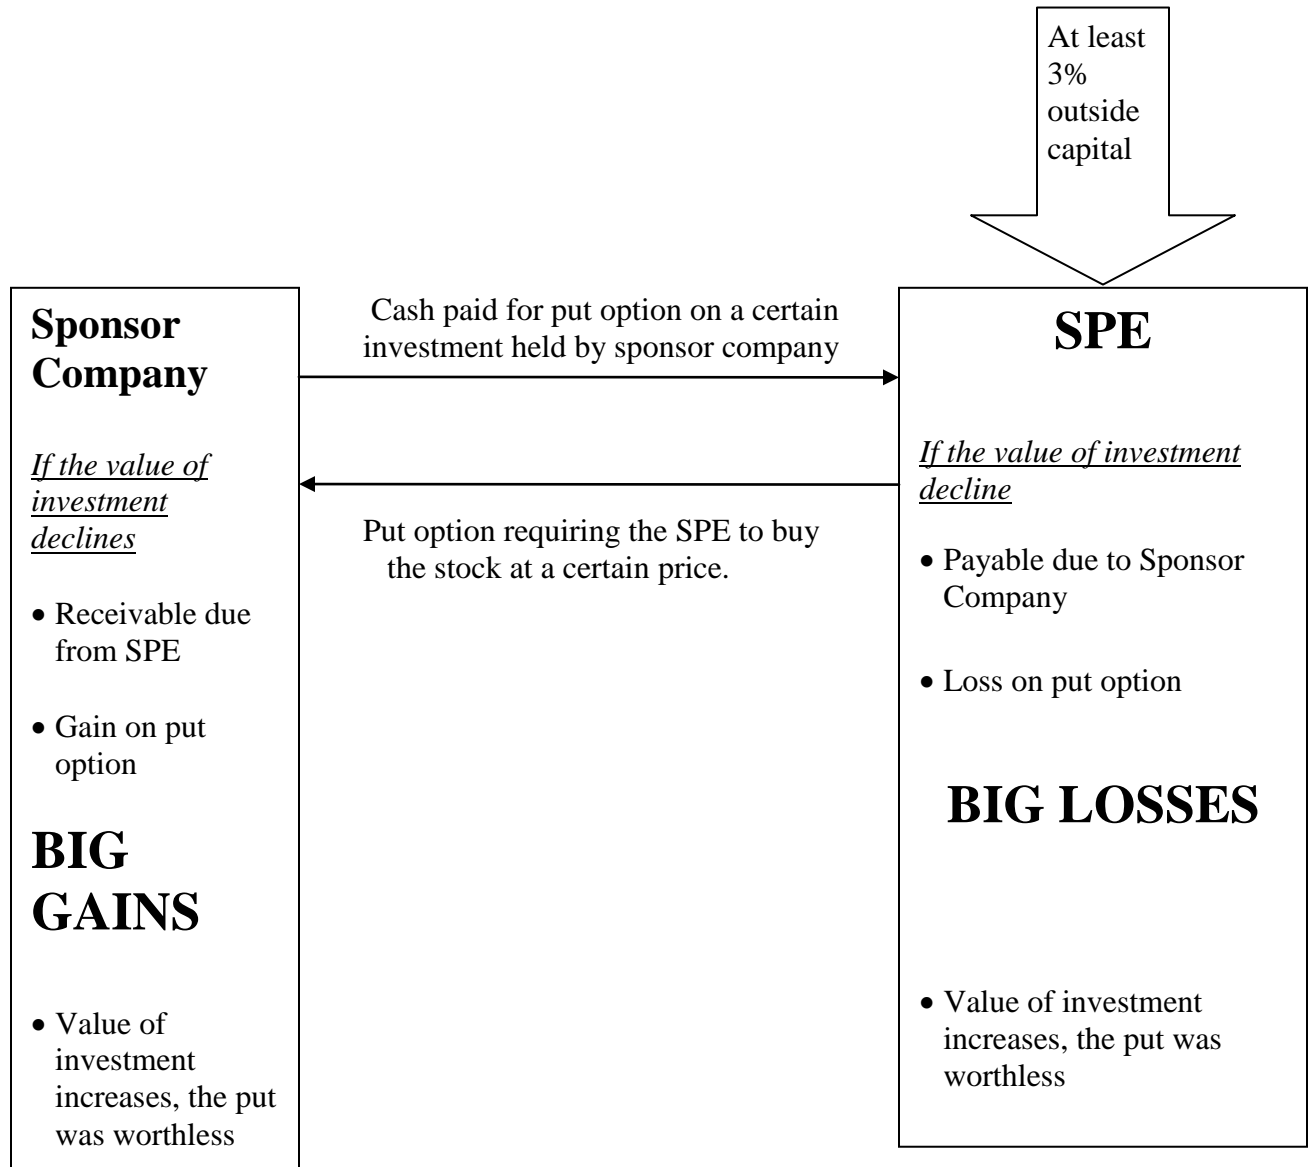 At least
3%
outside
capital
Sponsor
Company
If the value of
investment
declines
• Receivable due
from SPE
• Gain on put
option
BIG
GAINS
• Value of
investment
increases, the put
was worthless
Cash paid for put option on a certain
investment held by sponsor company
Put option requiring the SPE to buy
the stock at a certain price.
SPE
If the value of investment
decline
• Payable due to Sponsor
Company
• Loss on put option
BIG LOSSES
• Value of investment
increases, the put was
worthless